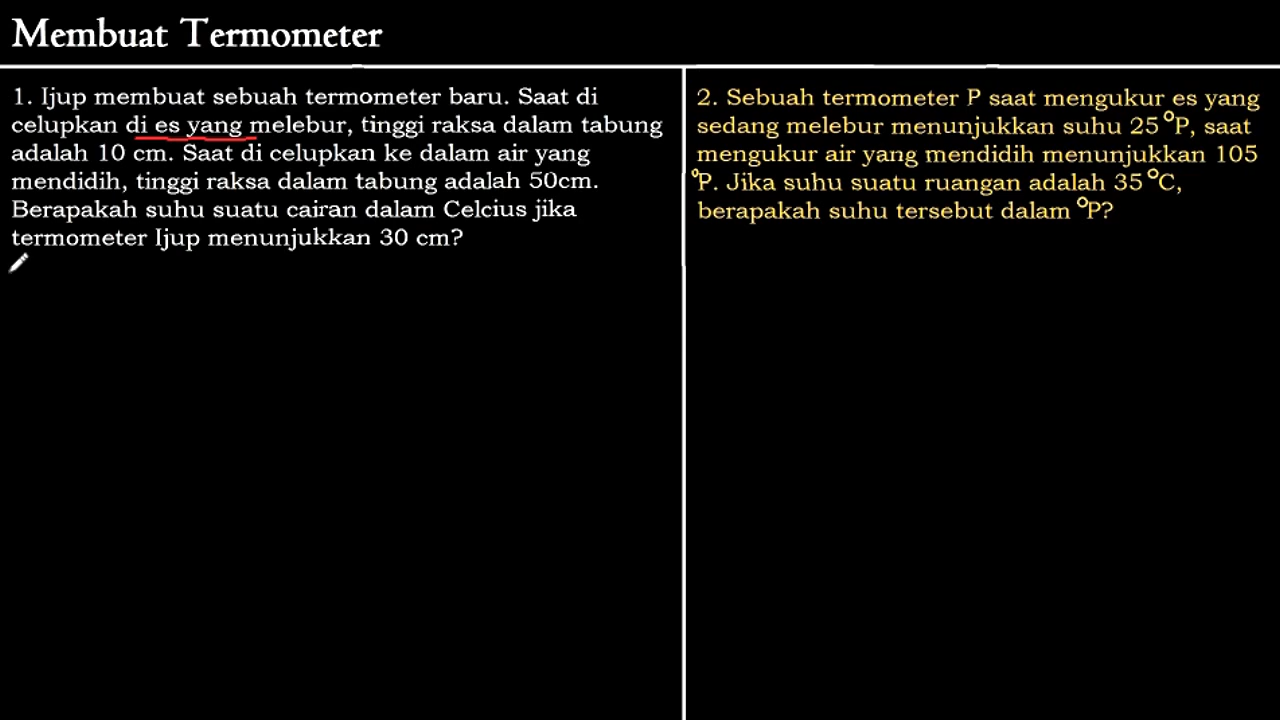 Membuat Termometer
1. Ijup membuat sebuah termometer baru. Saat di
celupkan di es yang melebur, tinggi raksa dalam tabung
adalah 10 cm. Saat di celupkan ke dalam air yang
mendidih, tinggi raksa dalam tabung adalah 50cm.
Berapakah suhu suatu cairan dalam Celcius jika
termometer Ijup menunjukkan 30 cm?
2. Sebuah termometer P saat mengukur es yang
sedang melebur menunjukkan suhu 25 °P, saat
mengukur air yang mendidih menunjukkan 105
°P. Jika suhu suatu ruangan adalah 35 °C,
berapakah suhu tersebut dalam °P?